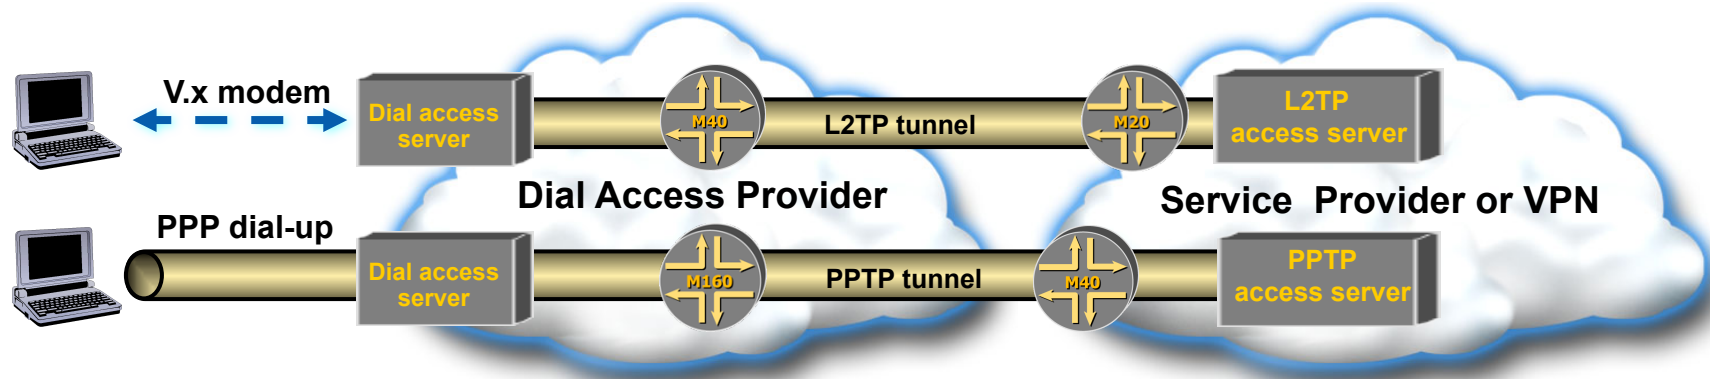 V.x modem
Dial access
server
M40
L2TP tunnel
M20
L2TP
access server
Dial Access Provider
Service Provider or VPN
PPP dial-up
Dial access
server
M160
PPTP tunnel
M40
PPTP
access server